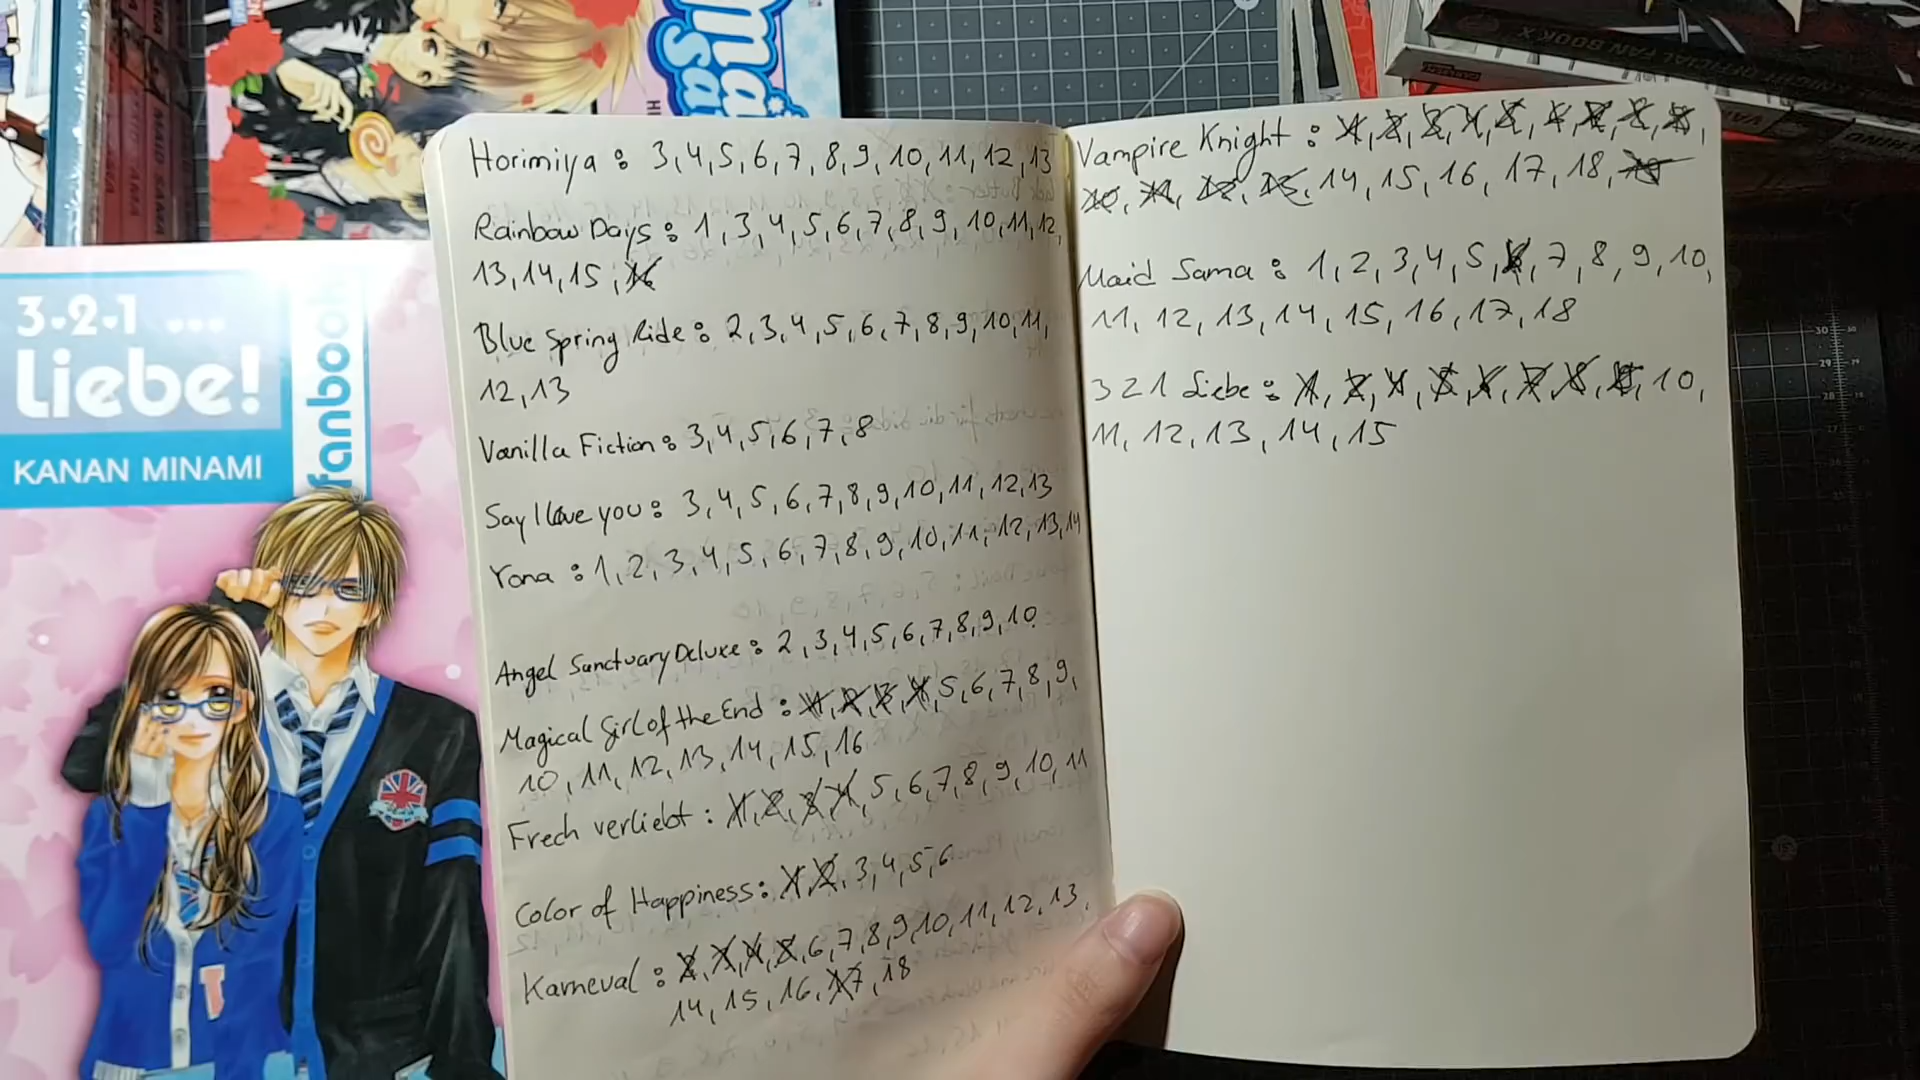 Horimiya : 3, 4, 5, 6, 7, 8, 9, 10, 11, 12, 13
Rainbow Days : 1, 3, 4, 5, 6, 7, 8, 9, 10, 11, 12,
13, 14, 15, 16
Blue Spring Ride : 2, 3, 4, 5, 6, 7, 8, 9, 10, 11,
12, 13
Vanilla Fiction : 3, 4, 5, 6, 7, 8
Say I love you : 3, 4, 5, 6, 7, 8, 9, 10, 11, 12, 13
Yona : 1, 2, 3, 4, 5, 6, 7, 8, 9, 10, 11, 12, 13, 14
Angel Sanctuary Deluxe : 2, 3, 4, 5, 6, 7, 8, 9, 10
Magical Girl of the End : 1, 2, 3, 4, 5, 6, 7, 8, 9,
10, 11, 12, 13, 14, 15, 16
Frech verliebt : 1, 2, 3, 4, 5, 6, 7, 8, 9, 10, 11
Color of Happiness : 1, 2, 3, 4, 5, 6
Karneval : 2, 3, 4, 5, 6, 7, 8, 9, 10, 11, 12, 13,
14, 15, 16, 17, 18
Vampire Knight : 1, 2, 3, 4, 5, 6, 7, 8, 9,
10, 11, 12, 13, 14, 15, 16, 17, 18, 19
Maid Sama : 1, 2, 3, 4, 5, 6, 7, 8, 9, 10,
11, 12, 13, 14, 15, 16, 17, 18
3 2 1 Liebe : 1, 2, 4, 5, 6, 7, 8, 9, 10,
11, 12, 13, 14, 15
3·2·1 ...
Liebe!
KANAN MINAMI
fanbook
MAID SAMA
OFFICIAL FAN BOOK X